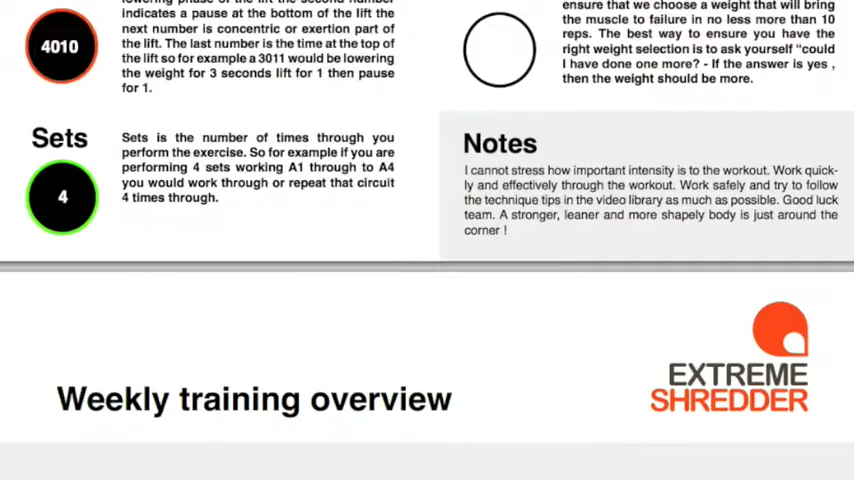 lowering phase of the lift the second number
indicates a pause at the bottom of the lift the
next number is concentric or exertion part of
the lift. The last number is the time at the top of
the lift so for example a 3011 would be lowering
the weight for 3 seconds lift for 1 then pause
for 1.
4010
Sets
4
Sets is the number of times through you
perform the exercise. So for example if you are
performing 4 sets working A1 through to A4
you would work through or repeat that circuit
4 times through.
ensure that we choose a weight that will bring
the muscle to failure in no less more than 10
reps. The best way to ensure you have the
right weight selection is to ask yourself “could
I have done one more? - If the answer is yes ,
then the weight should be more.
Notes
I cannot stress how important intensity is to the workout. Work quick-
ly and effectively through the workout. Work safely and try to follow
the technique tips in the video library as much as possible. Good luck
team. A stronger, leaner and more shapely body is just around the
corner !
Weekly training overview
EXTREME
SHREDDER